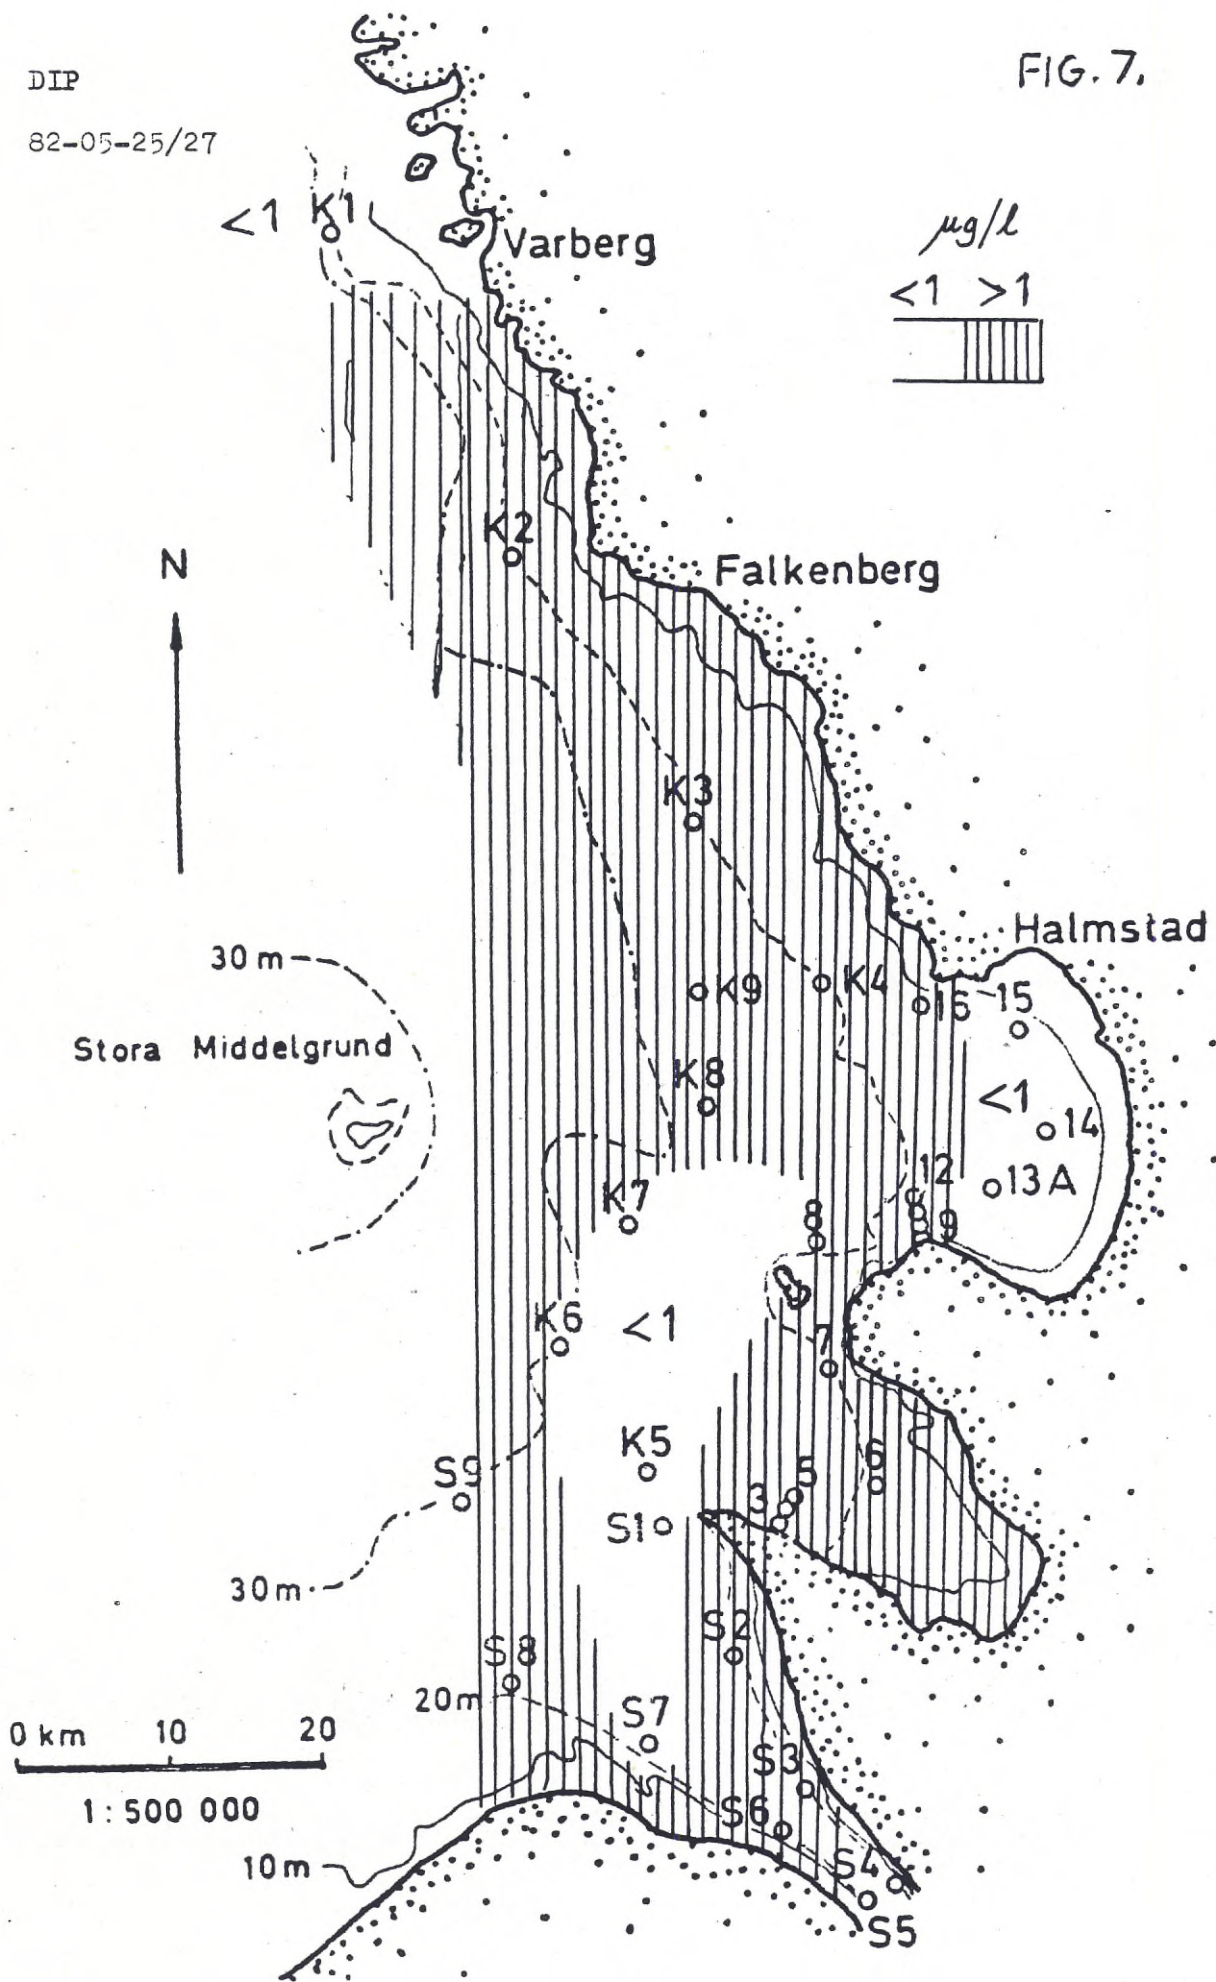 DIP
FIG. 7.
82-05-25/27
<1 K1
Varberg
µg/l
<1 >1
K2
N
Falkenberg
K3
Halmstad
30m
K9
K4
16
15
Stora Middelgrund
K8
<1
14
12
13A
K7
8
9
K6
<1
7
K5
6
S9
5
3
S1
30m
S2
S8
20m
S7
0 km 10 20
S3
1:500 000
S6
10m
S4
S5